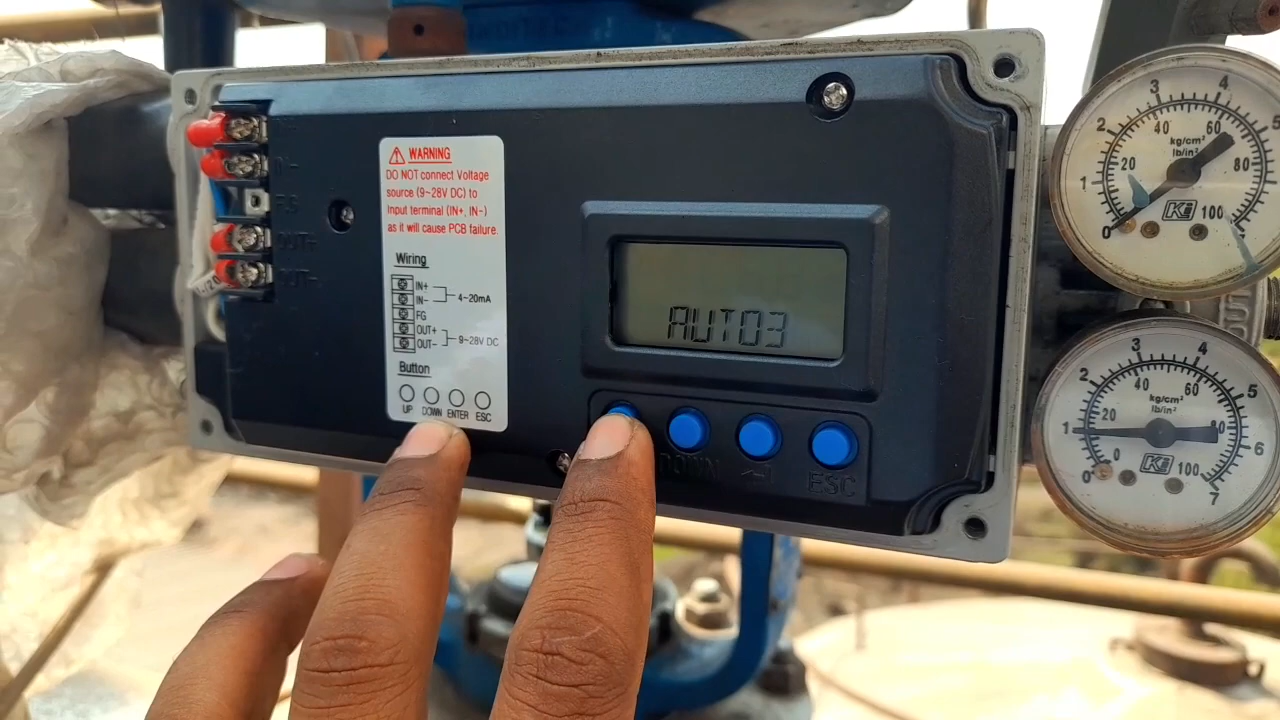 WARNING
DO NOT connect Voltage
source (9~28V DC) to
Input terminal (IN+, IN-)
as it will cause PCB failure.
Wiring
IN+
IN-
4~20mA
FG
OUT+
OUT-
9~28V DC
Button
UP DOWN ENTER ESC
FG
OUT+
OUT-
AUTO3
DOWN
ESC
0 1 2 3 4 5
20 40 60 80 100
kg/cm²
lb/in²
0 1 2 3 4 5 6 7
0 20 40 60 80 100
kg/cm²
lb/in²